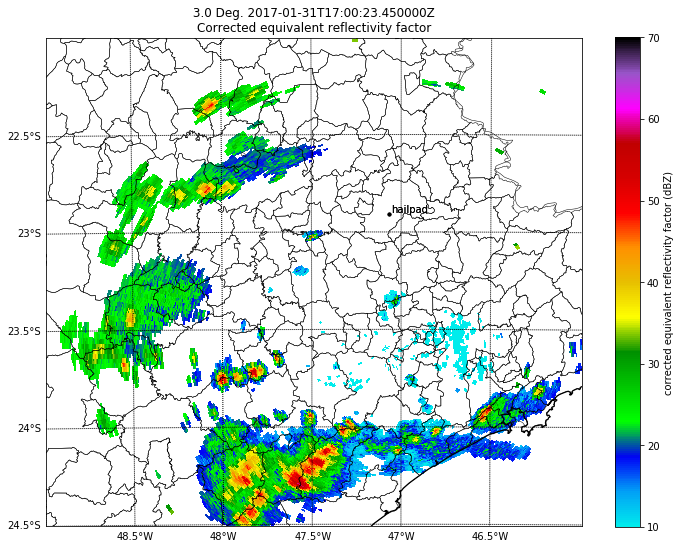 3.0 Deg. 2017-01-31T17:00:23.450000Z
Corrected equivalent reflectivity factor
70
60
50
40
30
20
10
corrected equivalent reflectivity factor (dBZ)
22.5°S
23°S
23.5°S
24°S
24.5°S
hailpad
48.5°W
48°W
47.5°W
47°W
46.5°W